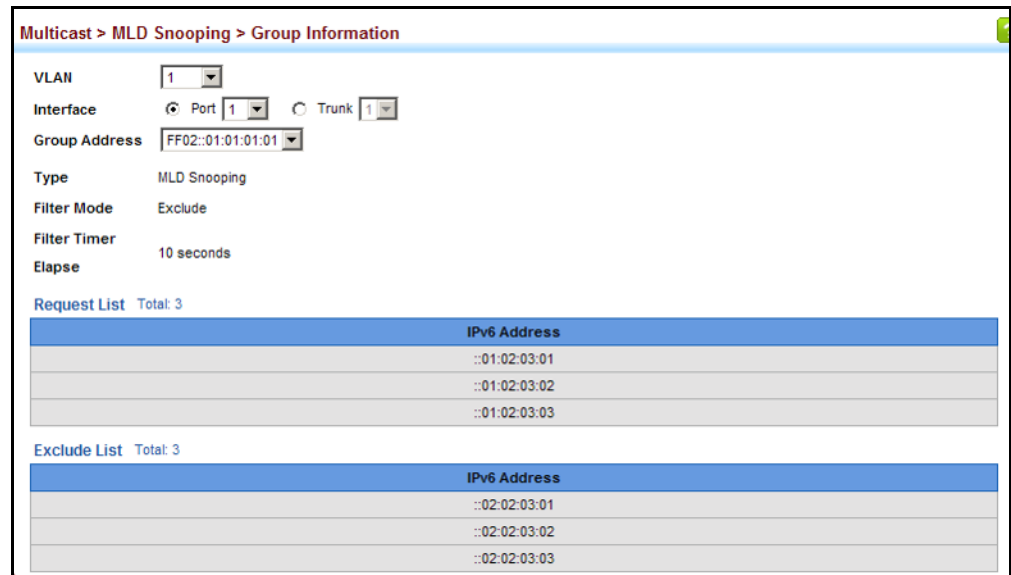 Multicast > MLD Snooping > Group Information
VLAN 1
Interface Port 1 Trunk 1
Group Address FF02::01:01:01:01
Type MLD Snooping
Filter Mode Exclude
Filter Timer Elapse 10 seconds
Request List Total: 3
IPv6 Address
::01:02:03:01
::01:02:03:02
::01:02:03:03
Exclude List Total: 3
IPv6 Address
::02:02:03:01
::02:02:03:02
::02:02:03:03